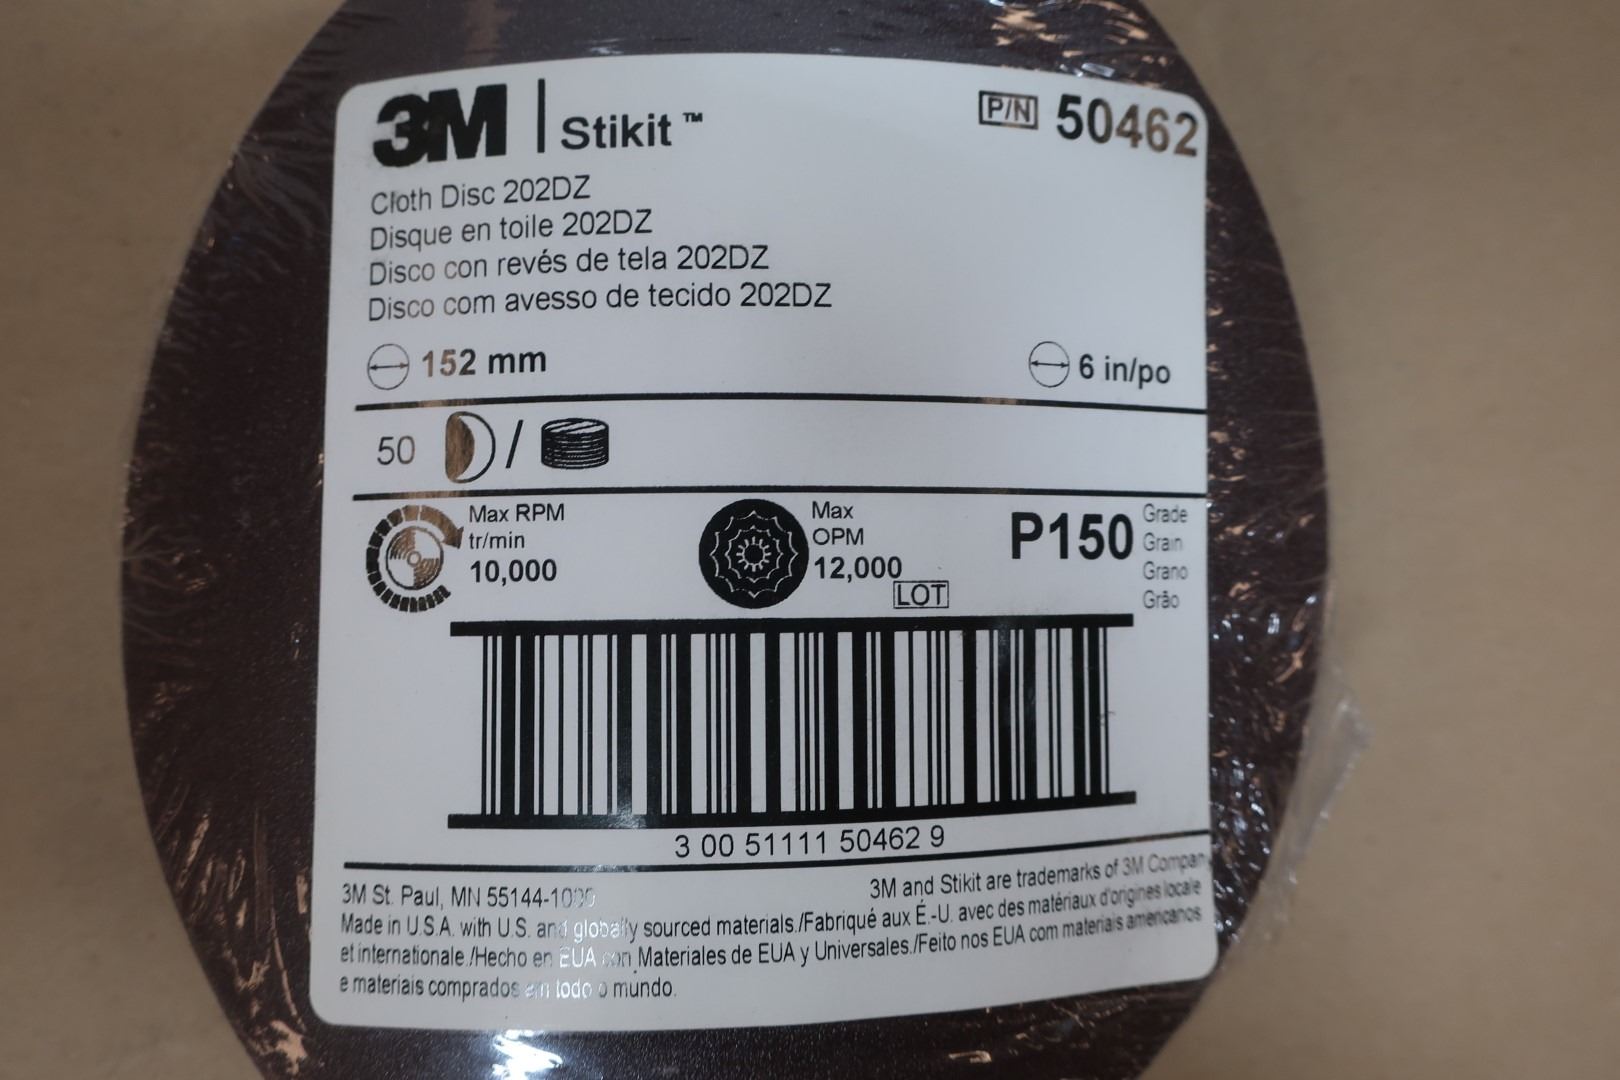 3M | Stikit™
P/N 50462
Cloth Disc 202DZ
Disque en toile 202DZ
Disco con revés de tela 202DZ
Disco com avesso de tecido 202DZ
152 mm
6 in/po
50 /
Max RPM
tr/min
10,000
Max
OPM
12,000
LOT
P150
Grade
Grain
Grano
Grão
3 00 51111 50462 9
3M St. Paul, MN 55144-1000
3M and Stikit are trademarks of 3M Compan
Made in U.S.A. with U.S. and globally sourced materials./Fabriqué aux É.-U. avec des matériaux d'origines locale
et internationale./Hecho en EUA con Materiales de EUA y Universales./Feito nos EUA com materiais americanos
e materiais comprados em todo o mundo.